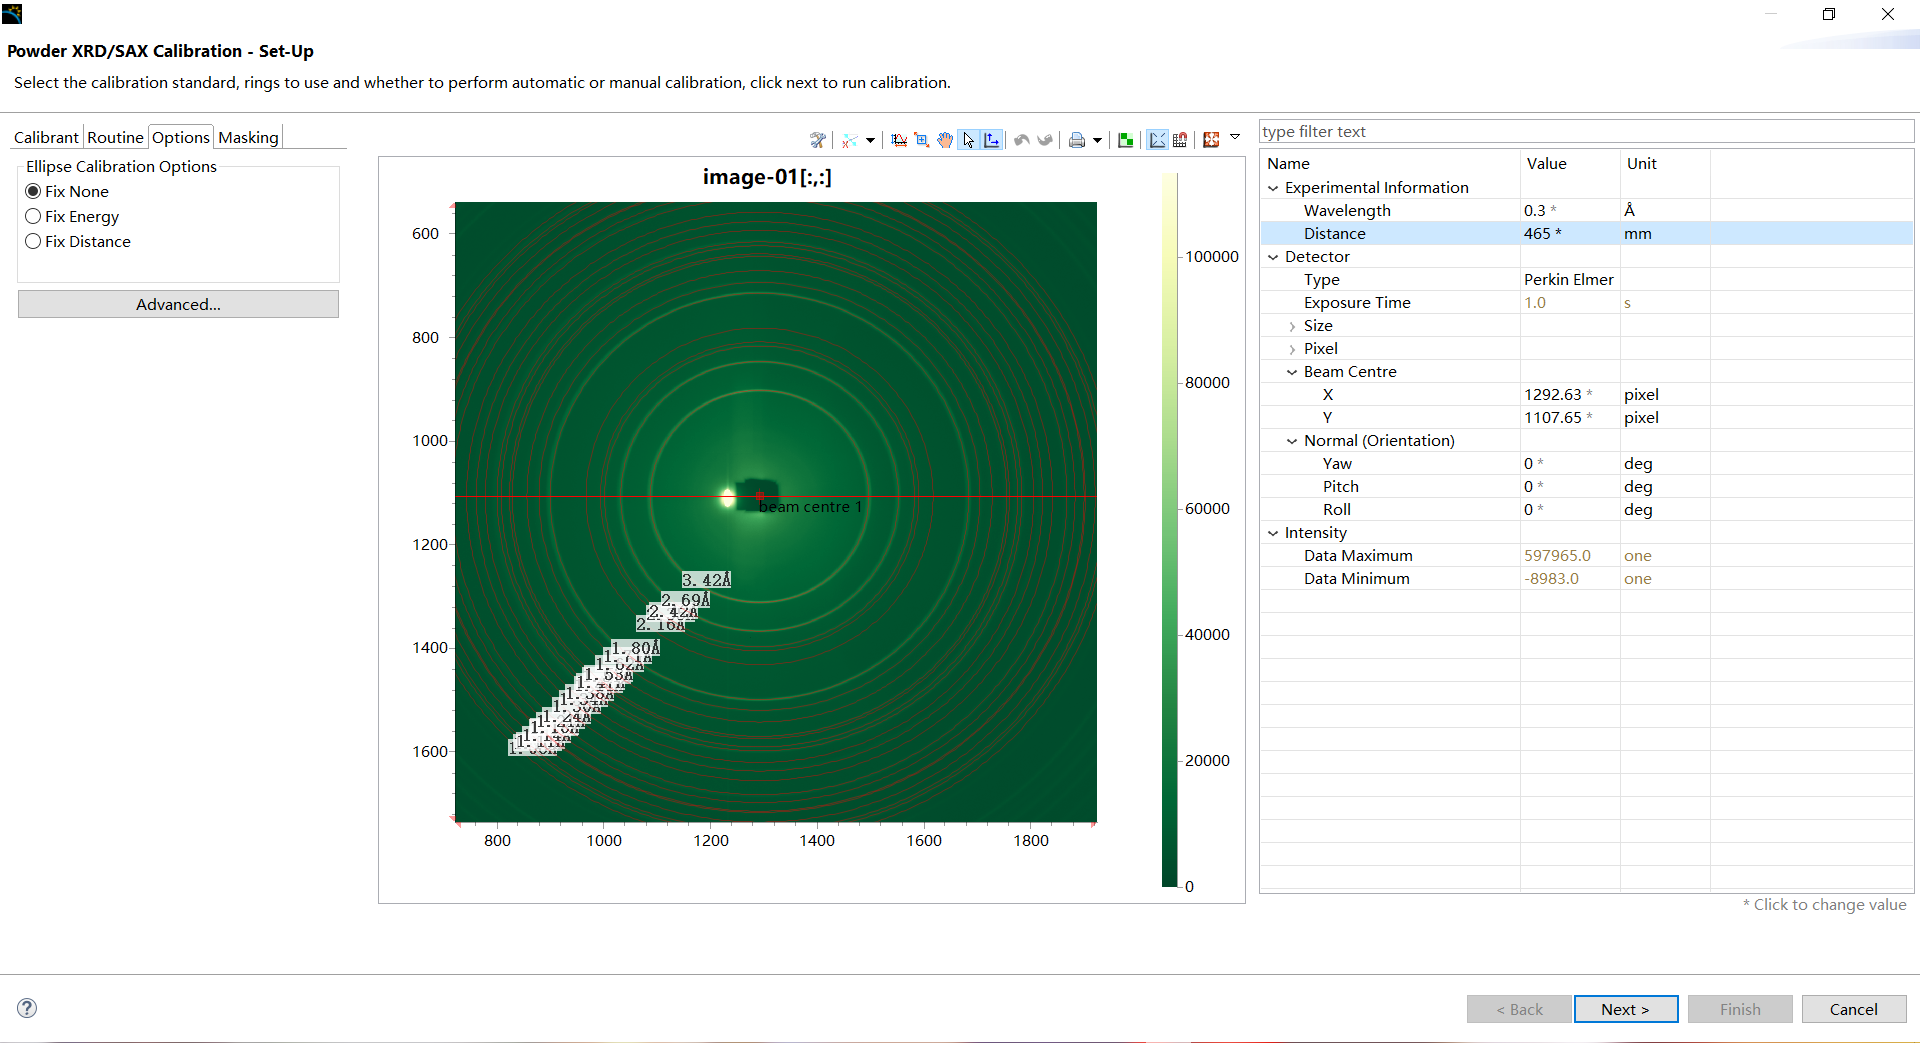 Powder XRD/SAX Calibration - Set-Up
Select the calibration standard, rings to use and whether to perform automatic or manual calibration, click next to run calibration.
Calibrant Routine Options Masking
Ellipse Calibration Options
Fix None
Fix Energy
Fix Distance
Advanced...
image-01[:,:]
600
800
1000
1200
1400
1600
800 1000 1200 1400 1600 1800
beam centre 1
3.42Å
2.69Å
2.42Å
2.16Å
1.80Å
1.53Å
1.24Å
100000
80000
60000
40000
20000
0
type filter text
Name Value Unit
Experimental Information
Wavelength 0.3 * Å
Distance 465 * mm
Detector
Type Perkin Elmer
Exposure Time 1.0 s
Size
Pixel
Beam Centre
X 1292.63 * pixel
Y 1107.65 * pixel
Normal (Orientation)
Yaw 0 * deg
Pitch 0 * deg
Roll 0 * deg
Intensity
Data Maximum 597965.0 one
Data Minimum -8983.0 one
* Click to change value
?
< Back Next > Finish Cancel